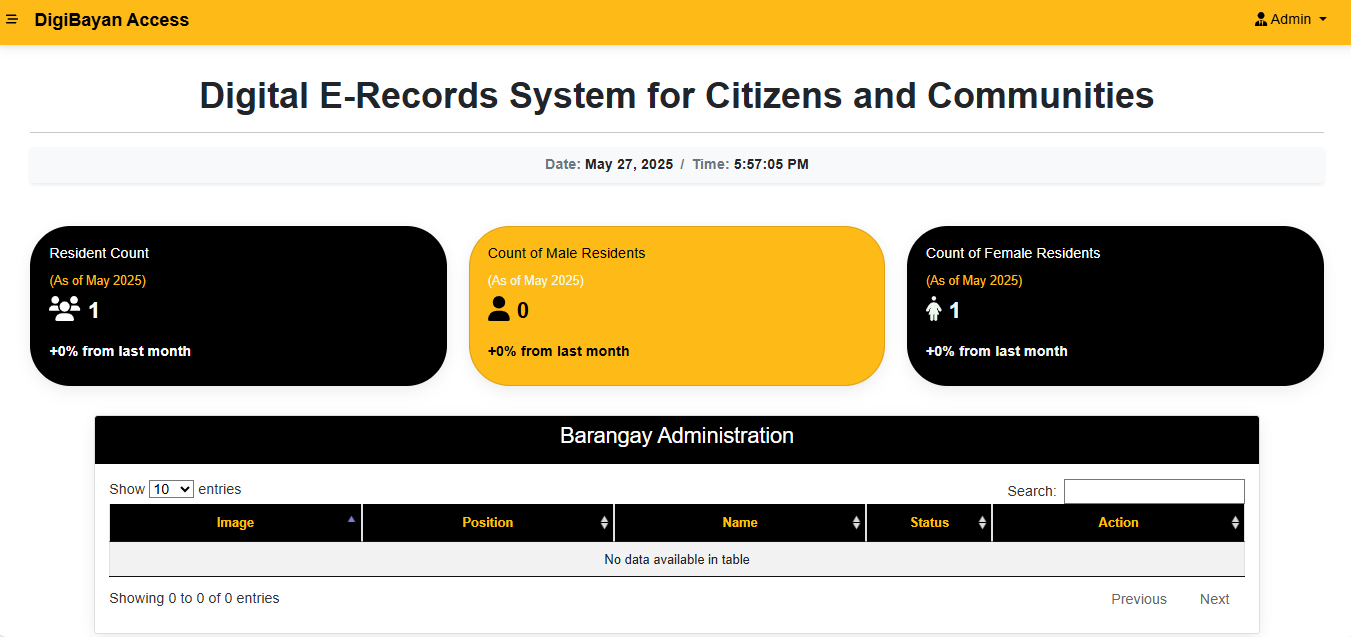 DigiBayan Access
Admin
Digital E-Records System for Citizens and Communities
Date: May 27, 2025 / Time: 5:57:05 PM
Resident Count
(As of May 2025)
1
+0% from last month
Count of Male Residents
(As of May 2025)
0
+0% from last month
Count of Female Residents
(As of May 2025)
1
+0% from last month
Barangay Administration
Show 10 entries
Search:
Image Position Name Status Action
No data available in table
Showing 0 to 0 of 0 entries
Previous Next